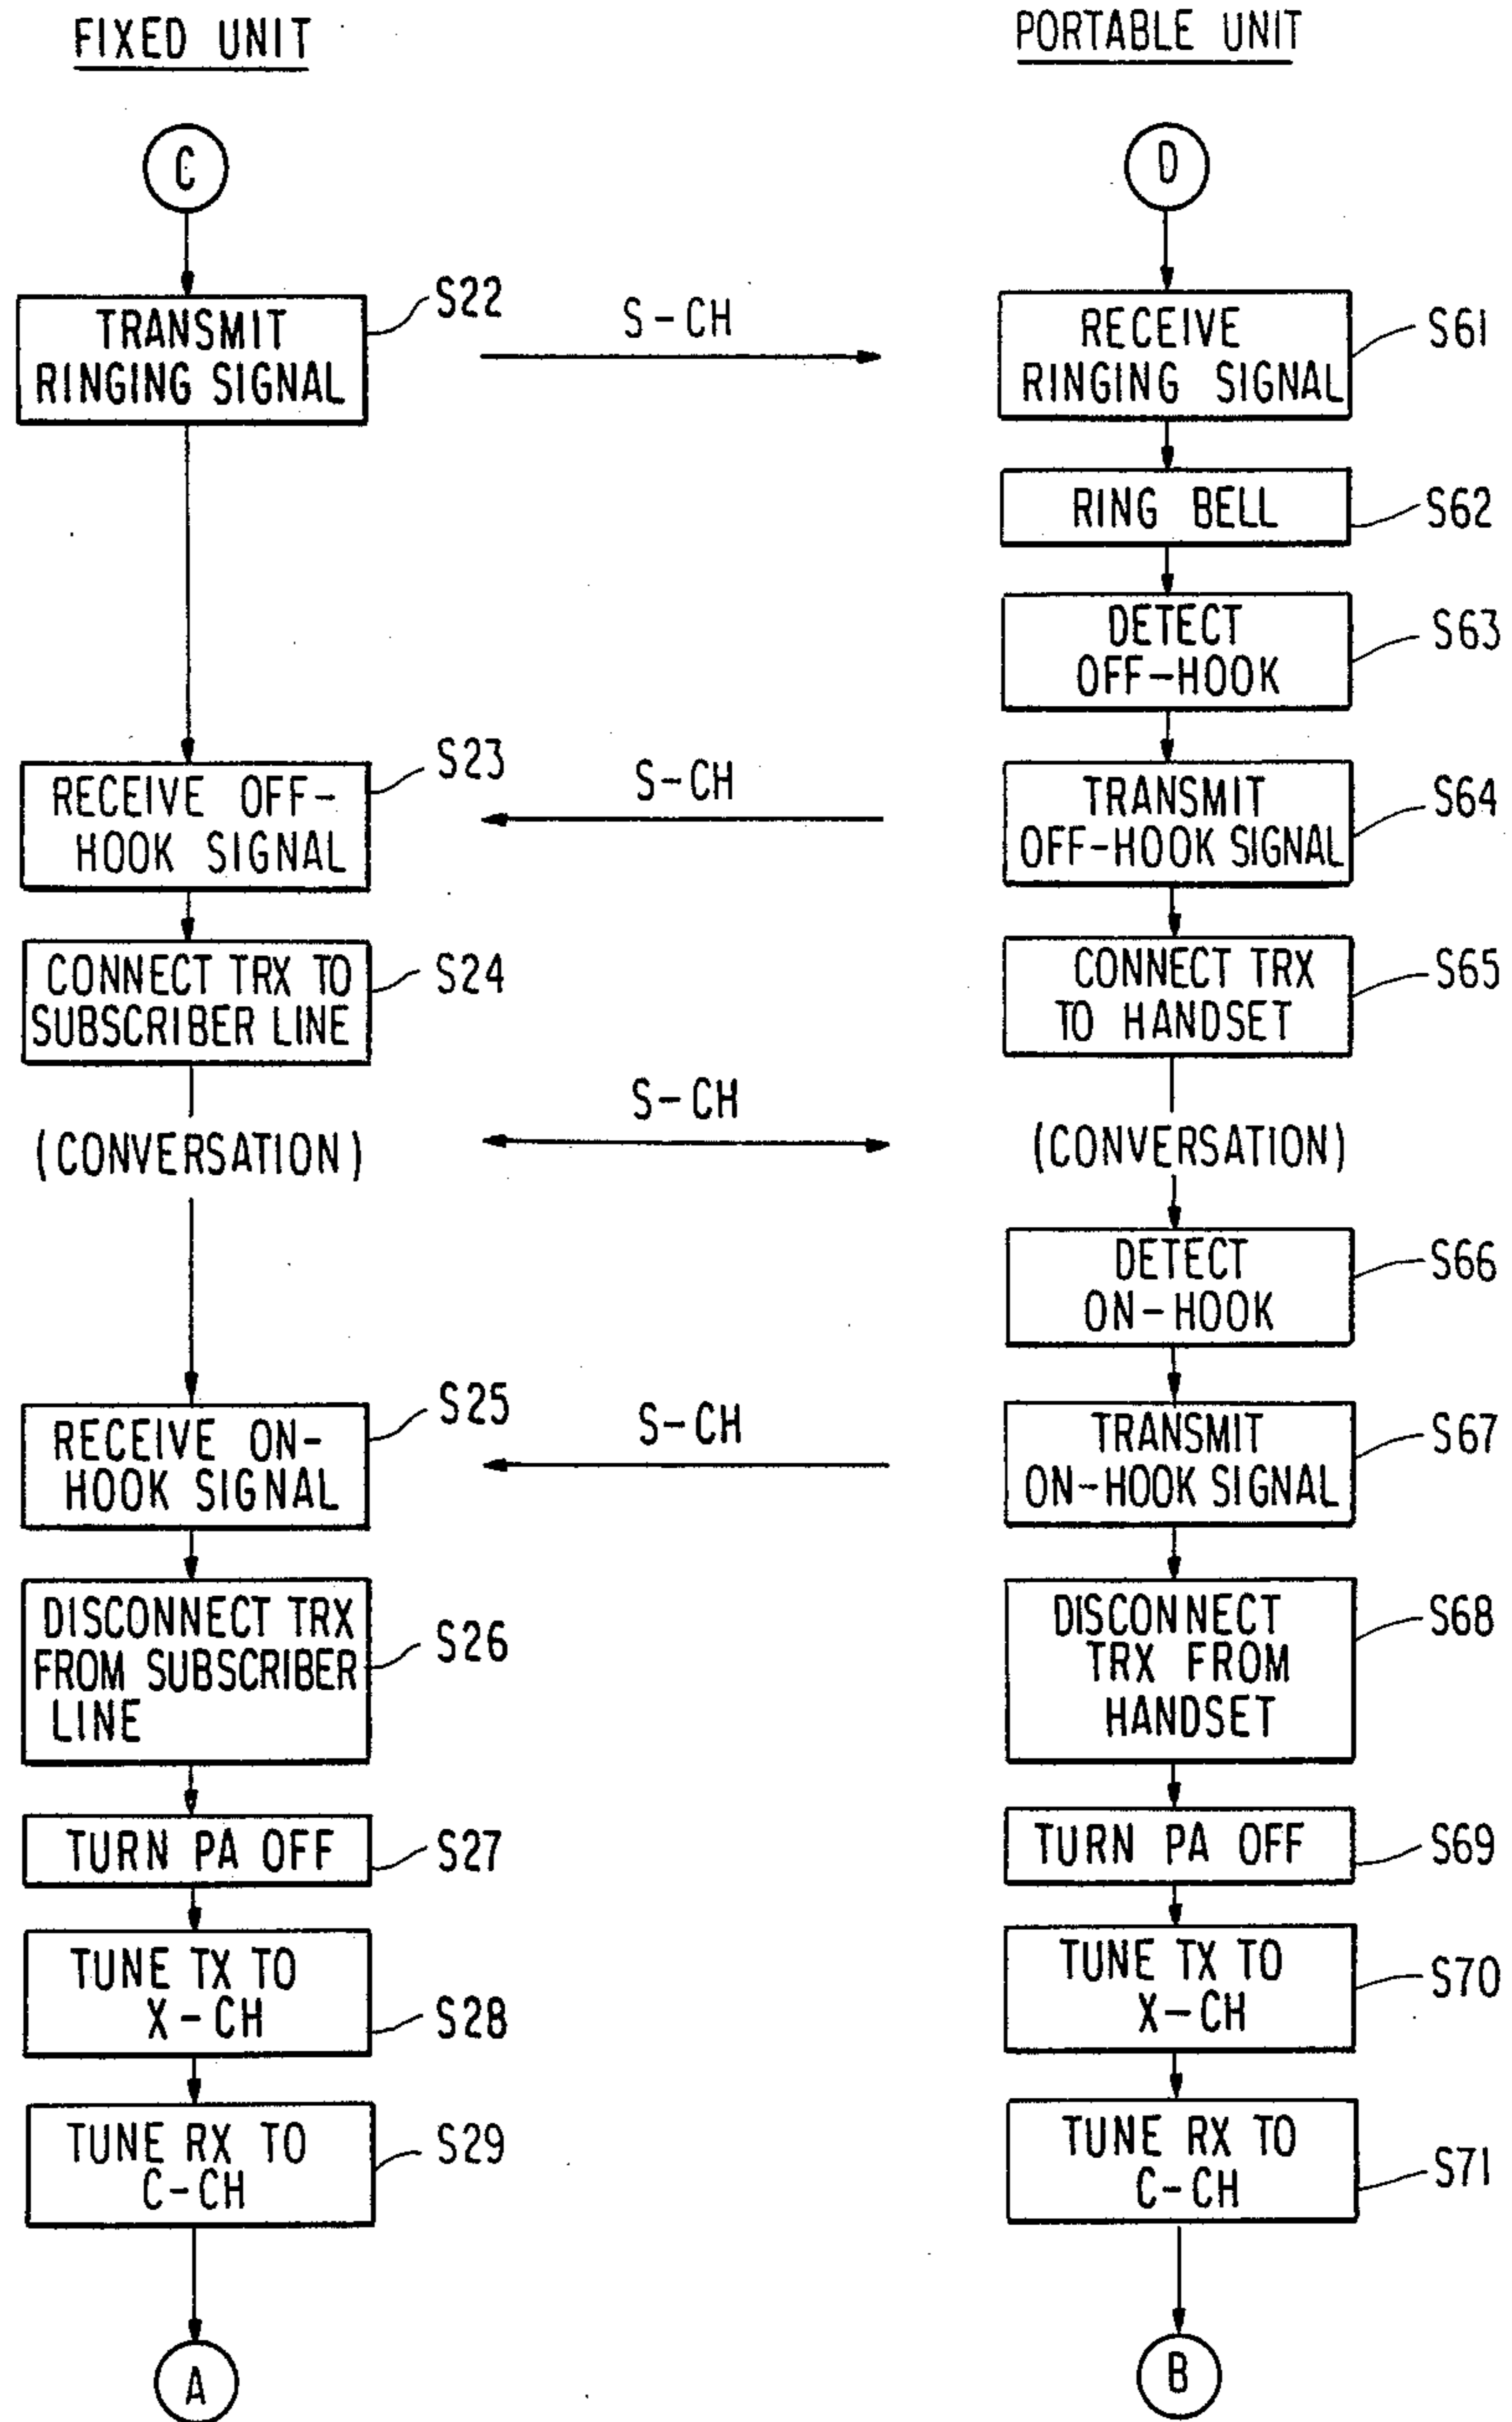 FIXED UNIT
PORTABLE UNIT
C
D
TRANSMIT
RINGING SIGNAL
S22
S-CH
RECEIVE
RINGING SIGNAL
S61
RING BELL
S62
DETECT
OFF-HOOK
S63
RECEIVE OFF-
HOOK SIGNAL
S23
S-CH
TRANSMIT
OFF-HOOK SIGNAL
S64
CONNECT TRX TO
SUBSCRIBER LINE
S24
CONNECT TRX
TO HANDSET
S65
(CONVERSATION)
S-CH
(CONVERSATION)
DETECT
ON-HOOK
S66
RECEIVE ON-
HOOK SIGNAL
S25
S-CH
TRANSMIT
ON-HOOK SIGNAL
S67
DISCONNECT TRX
FROM SUBSCRIBER
LINE
S26
DISCONNECT
TRX FROM
HANDSET
S68
TURN PA OFF
S27
TURN PA OFF
S69
TUNE TX TO
X-CH
S28
TUNE TX TO
X-CH
S70
TUNE RX TO
C-CH
S29
TUNE RX TO
C-CH
S71
A
B